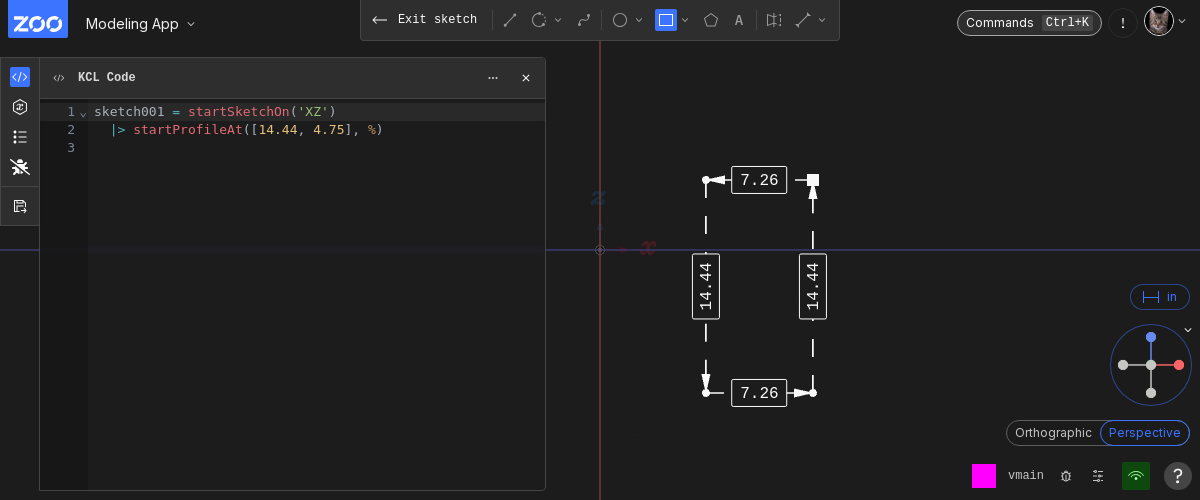 ZOO Modeling App
Exit sketch
A
Commands Ctrl+K
!
</> KCL Code
1 sketch001 = startSketchOn('XZ')
2 |> startProfileAt([14.44, 4.75], %)
3
7.26
z
x
14.44
14.44
7.26
in
Orthographic Perspective
vmain
?